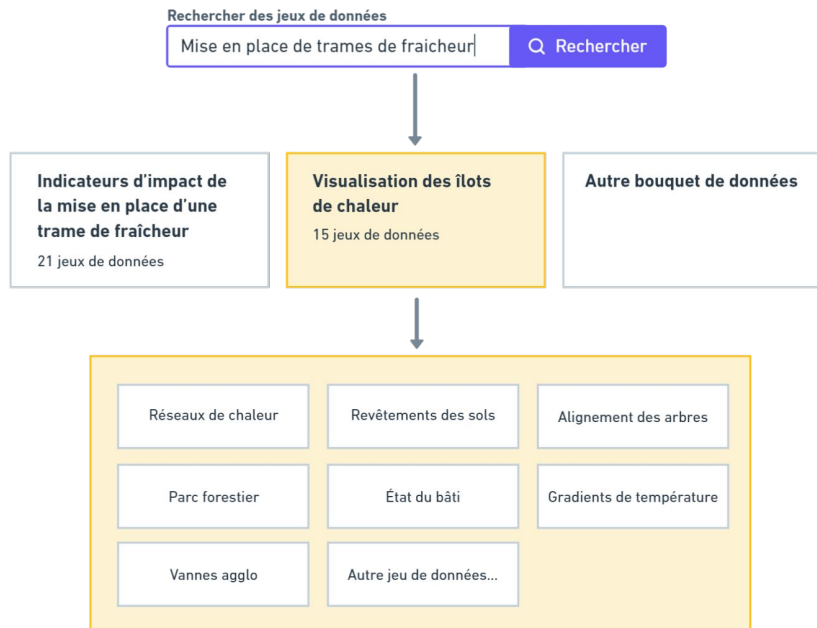 Rechercher des jeux de données
Mise en place de trames de fraicheur
Rechercher
Indicateurs d'impact de
la mise en place d'une
trame de fraîcheur
21 jeux de données
Visualisation des îlots
de chaleur
15 jeux de données
Autre bouquet de données
Réseaux de chaleur
Revêtements des sols
Alignement des arbres
Parc forestier
État du bâti
Gradients de température
Vannes agglo
Autre jeu de données...